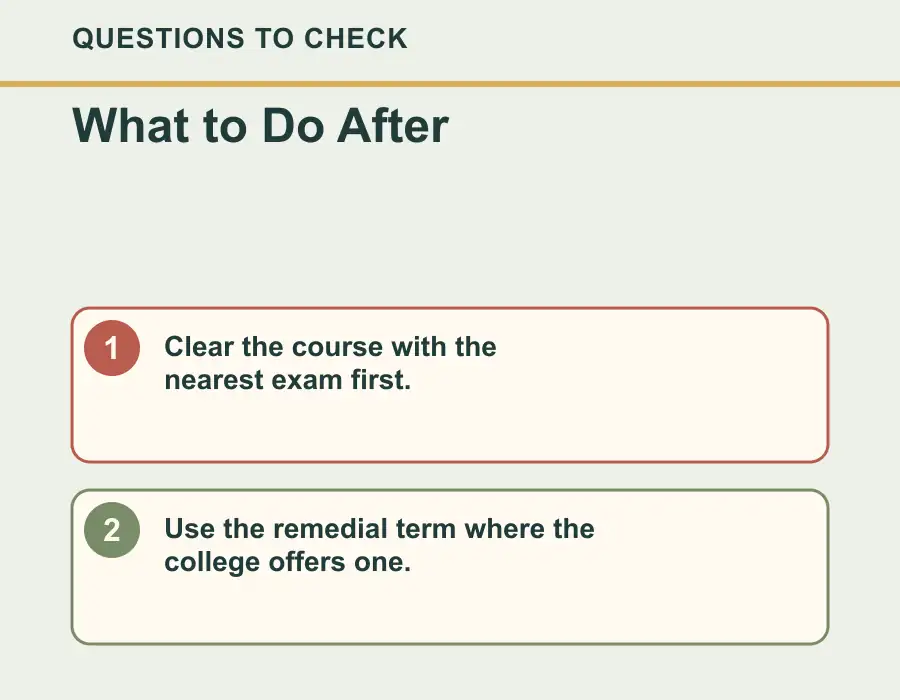 QUESTIONS TO CHECK
What to Do After
1
Clear the course with the
nearest exam first.
2
Use the remedial term where the
college offers one.